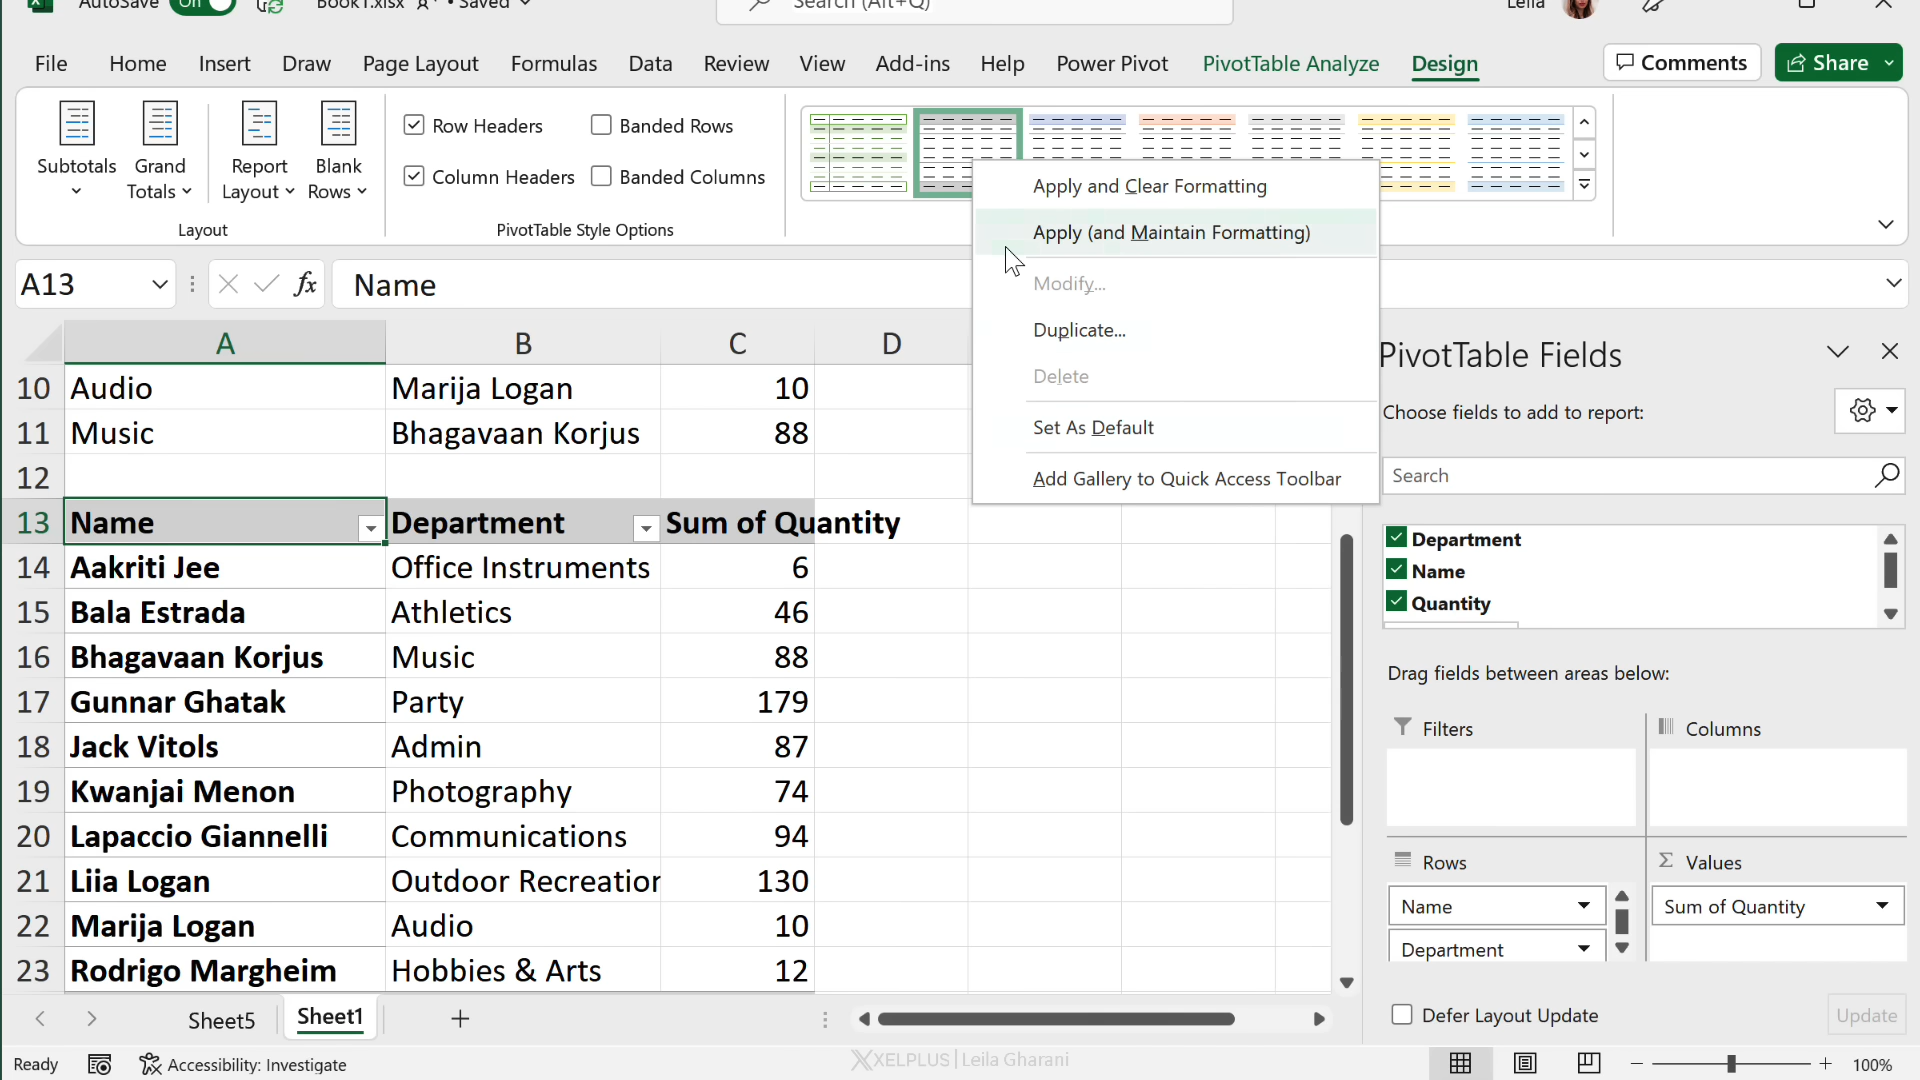 AutoSave On Book1.xlsx • Saved Search (Alt+Q) Leila
File Home Insert Draw Page Layout Formulas Data Review View Add-ins Help Power Pivot PivotTable Analyze Design Comments Share
Subtotals Grand Totals Report Layout Blank Rows
Layout
Row Headers Banded Rows
Column Headers Banded Columns
PivotTable Style Options
Apply and Clear Formatting
Apply (and Maintain Formatting)
Modify...
Duplicate...
Delete
Set As Default
Add Gallery to Quick Access Toolbar
A13 fx Name
A B C D
10 Audio Marija Logan 10
11 Music Bhagavaan Korjus 88
12
13 Name Department Sum of Quantity
14 Aakriti Jee Office Instruments 6
15 Bala Estrada Athletics 46
16 Bhagavaan Korjus Music 88
17 Gunnar Ghatak Party 179
18 Jack Vitols Admin 87
19 Kwanjai Menon Photography 74
20 Lapaccio Giannelli Communications 94
21 Liia Logan Outdoor Recreation 130
22 Marija Logan Audio 10
23 Rodrigo Margheim Hobbies & Arts 12
PivotTable Fields
Choose fields to add to report:
Search
Department
Name
Quantity
Drag fields between areas below:
Filters Columns
Rows Σ Values
Name Sum of Quantity
Department
Defer Layout Update Update
Sheet5 Sheet1
Ready Accessibility: Investigate XELPLUS | Leila Gharani 100%